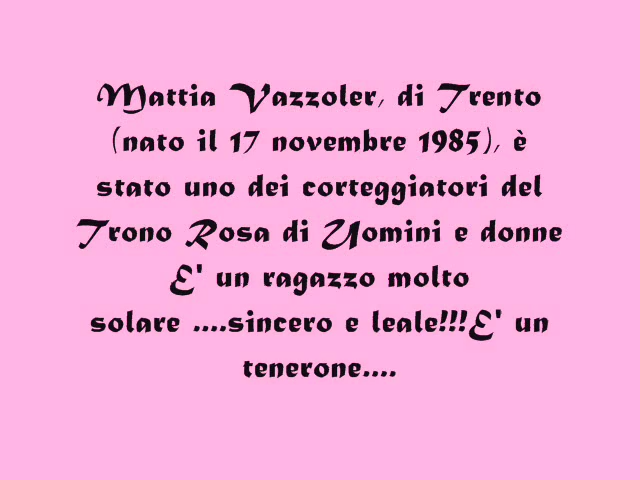 Mattia Vazzoler, di Trento
(nato il 17 novembre 1985), è
stato uno dei corteggiatori del
Trono Rosa di Uomini e donne
E' un ragazzo molto
solare ....sincero e leale!!!E' un
tenerone....